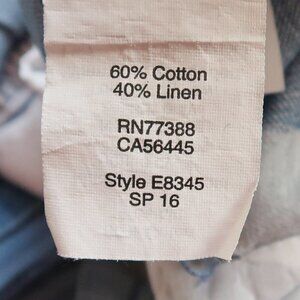 60% Cotton
40% Linen
RN77388
CA56445
Style E8345
SP 16